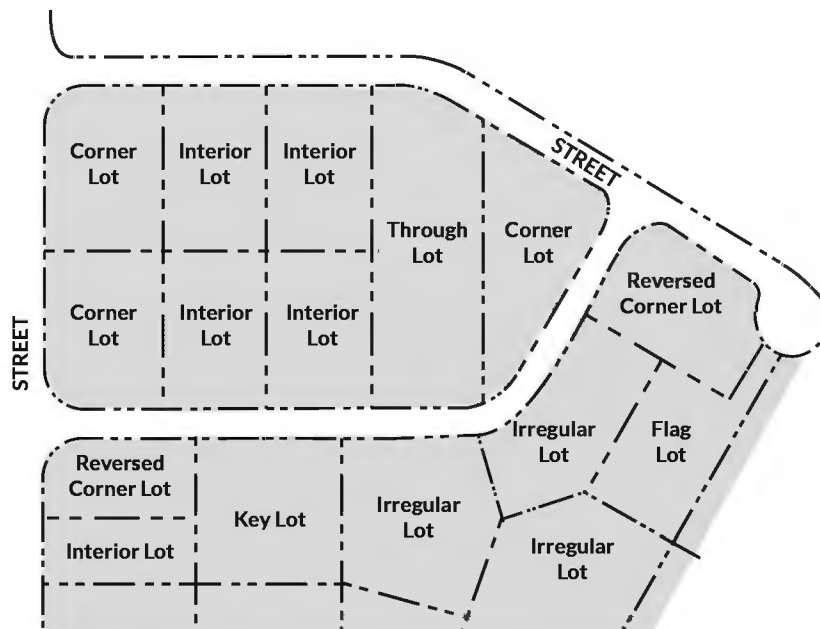 Corner
Lot
Interior
Lot
Interior
Lot
STREET
Through
Lot
Corner
Lot
Reversed
Corner Lot
Corner
Lot
Interior
Lot
Interior
Lot
STREET
Irregular
Lot
Flag
Lot
Reversed
Corner Lot
Key Lot
Irregular
Lot
Interior Lot
Irregular
Lot